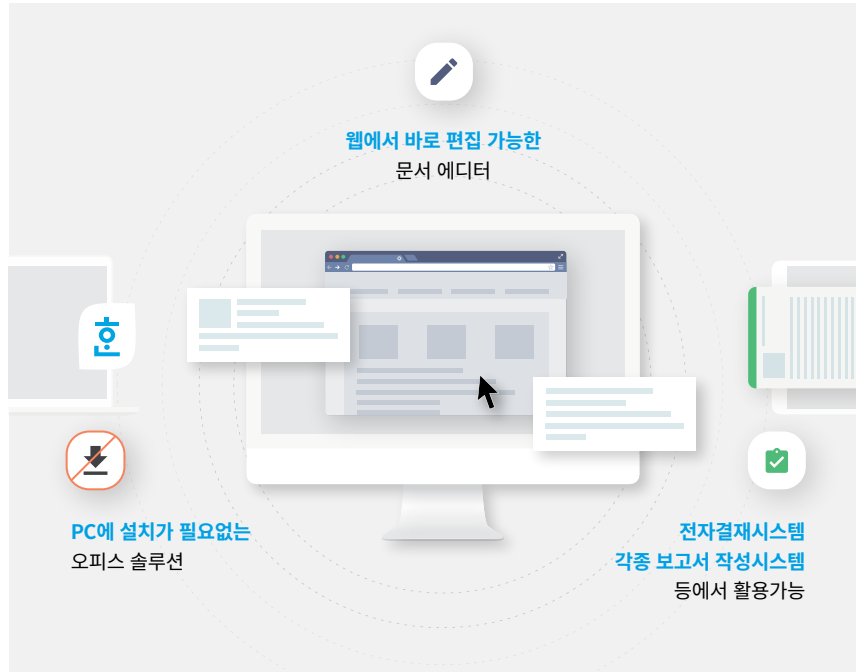 웹에서 바로 편집 가능한
문서 에디터
한
PC에 설치가 필요없는
오피스 솔루션
전자결재시스템
각종 보고서 작성시스템
등에서 활용가능